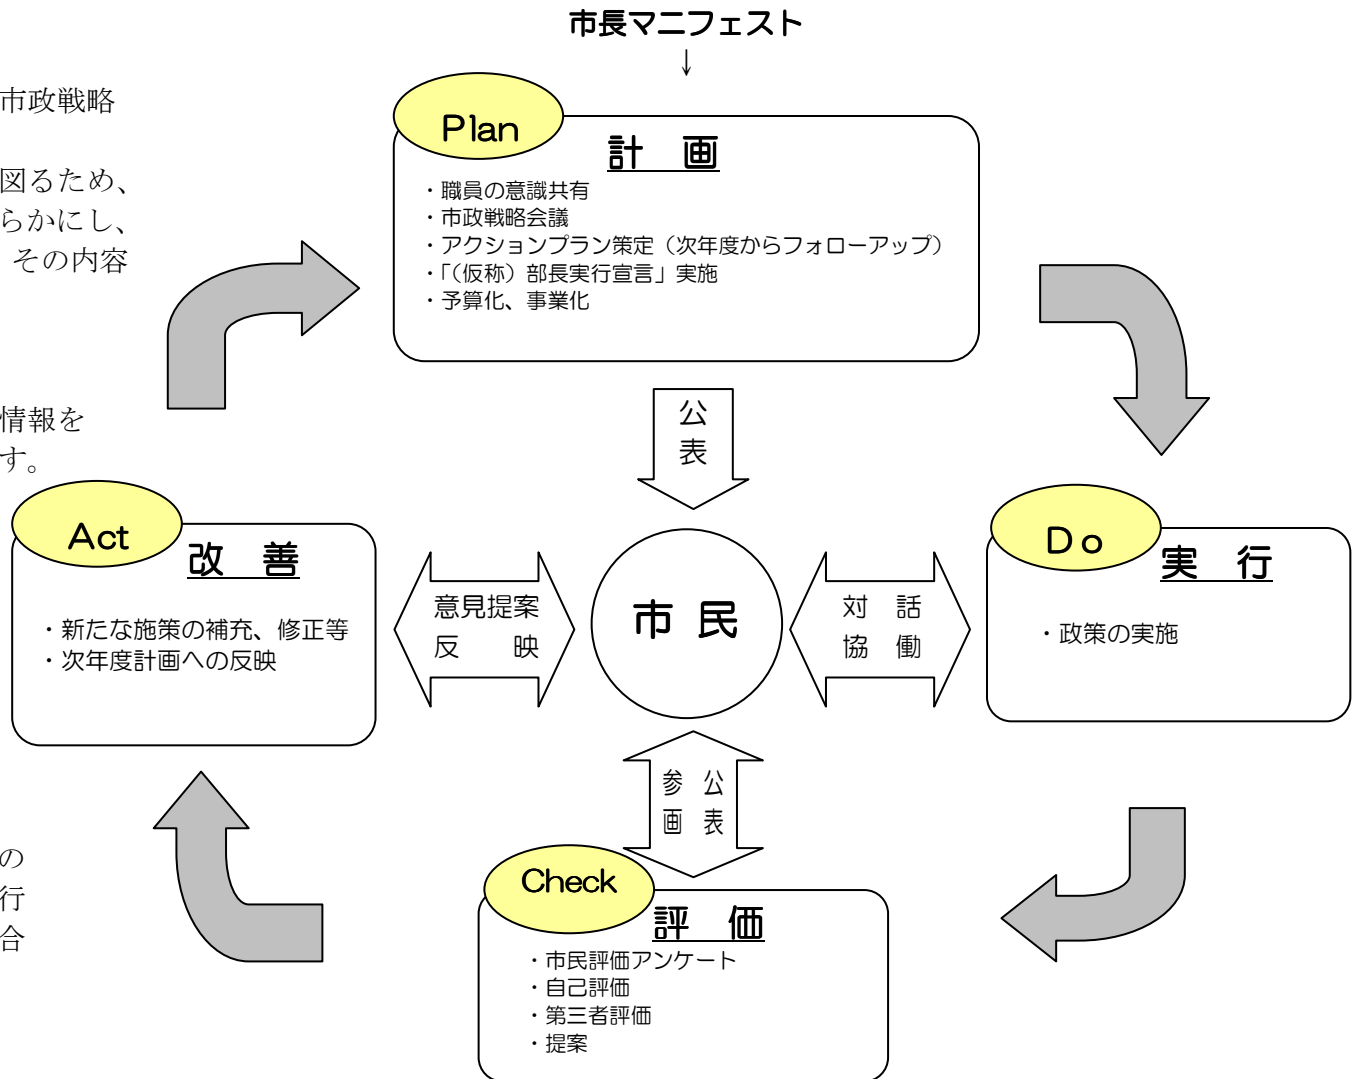 市長マニフェスト
↓
市政戦略
図るため、
らかにし、
その内容
情報を
す。
の
行
合
Plan
計 画
・職員の意識共有
・市政戦略会議
・アクションプラン策定（次年度からフォローアップ）
・「（仮称）部長実行宣言」実施
・予算化、事業化
公
表
Act
改 善
・新たな施策の補充、修正等
・次年度計画への反映
意見提案
反 映
市 民
対 話
協 働
Do
実 行
・政策の実施
参 公
画 表
Check
評 価
・市民評価アンケート
・自己評価
・第三者評価
・提案